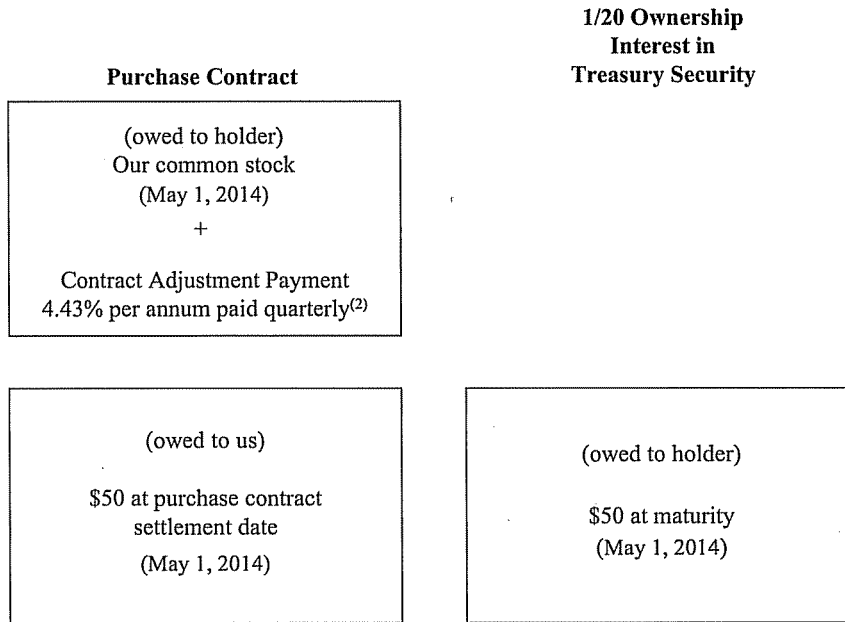 Purchase Contract
1/20 Ownership
Interest in
Treasury Security
(owed to holder)
Our common stock
(May 1, 2014)
+
Contract Adjustment Payment
4.43% per annum paid quarterly(2)
(owed to us)
$50 at purchase contract
settlement date
(May 1, 2014)
(owed to holder)
$50 at maturity
(May 1, 2014)